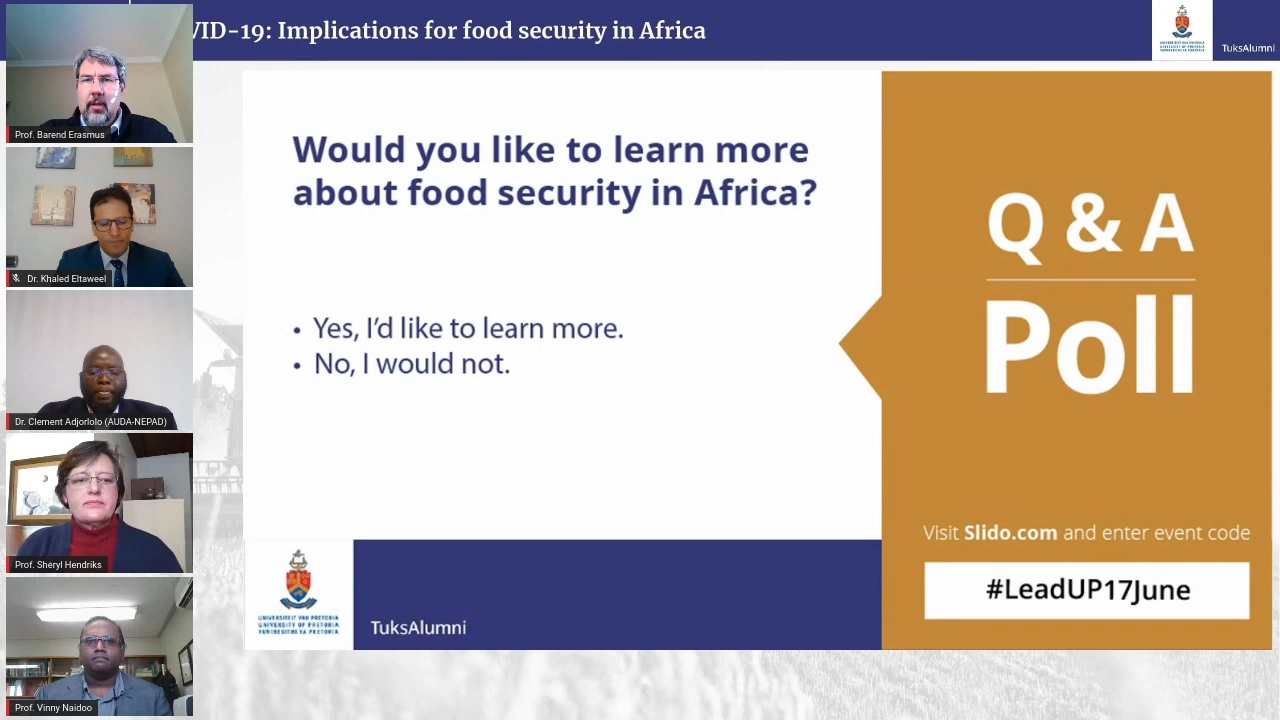 VID-19: Implications for food security in Africa
TuksAlumni
Prof. Barend Erasmus
Dr. Khaled Eltaweel
Dr. Clement Adjorlolo (AUDA-NEPAD)
Prof. Sheryl Hendriks
Prof. Vinny Naidoo
Would you like to learn more
about food security in Africa?
• Yes, I'd like to learn more.
• No, I would not.
UNIVERSITEIT VAN PRETORIA
UNIVERSITY OF PRETORIA
YUNIBESITHI YA PRETORIA
TuksAlumni
Q & A
Poll
Visit Slido.com and enter event code
#LeadUP17June